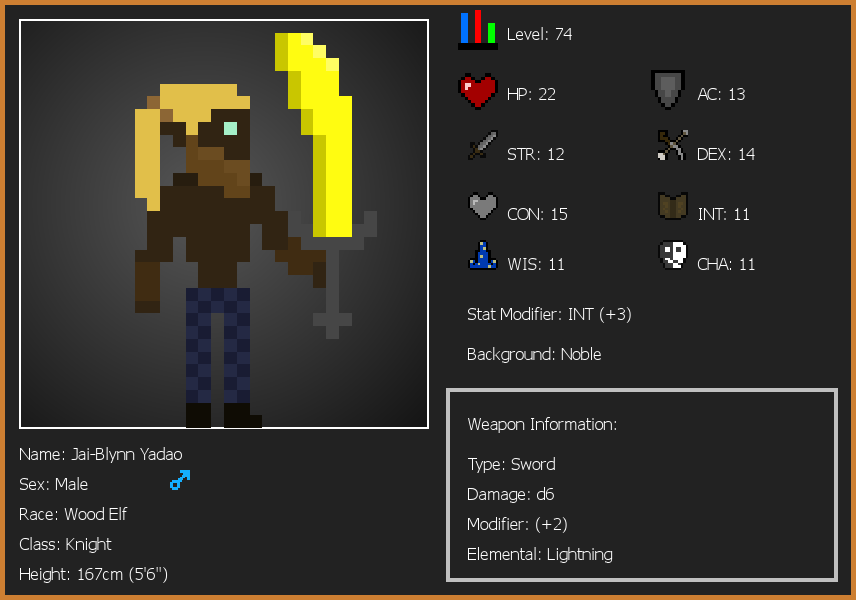 Level: 74
HP: 22
AC: 13
STR: 12
DEX: 14
CON: 15
INT: 11
WIS: 11
CHA: 11
Stat Modifier: INT (+3)
Background: Noble
Weapon Information:
Type: Sword
Damage: d6
Modifier: (+2)
Elemental: Lightning
Name: Jai-Blynn Yadao
Sex: Male
Race: Wood Elf
Class: Knight
Height: 167cm (5'6")